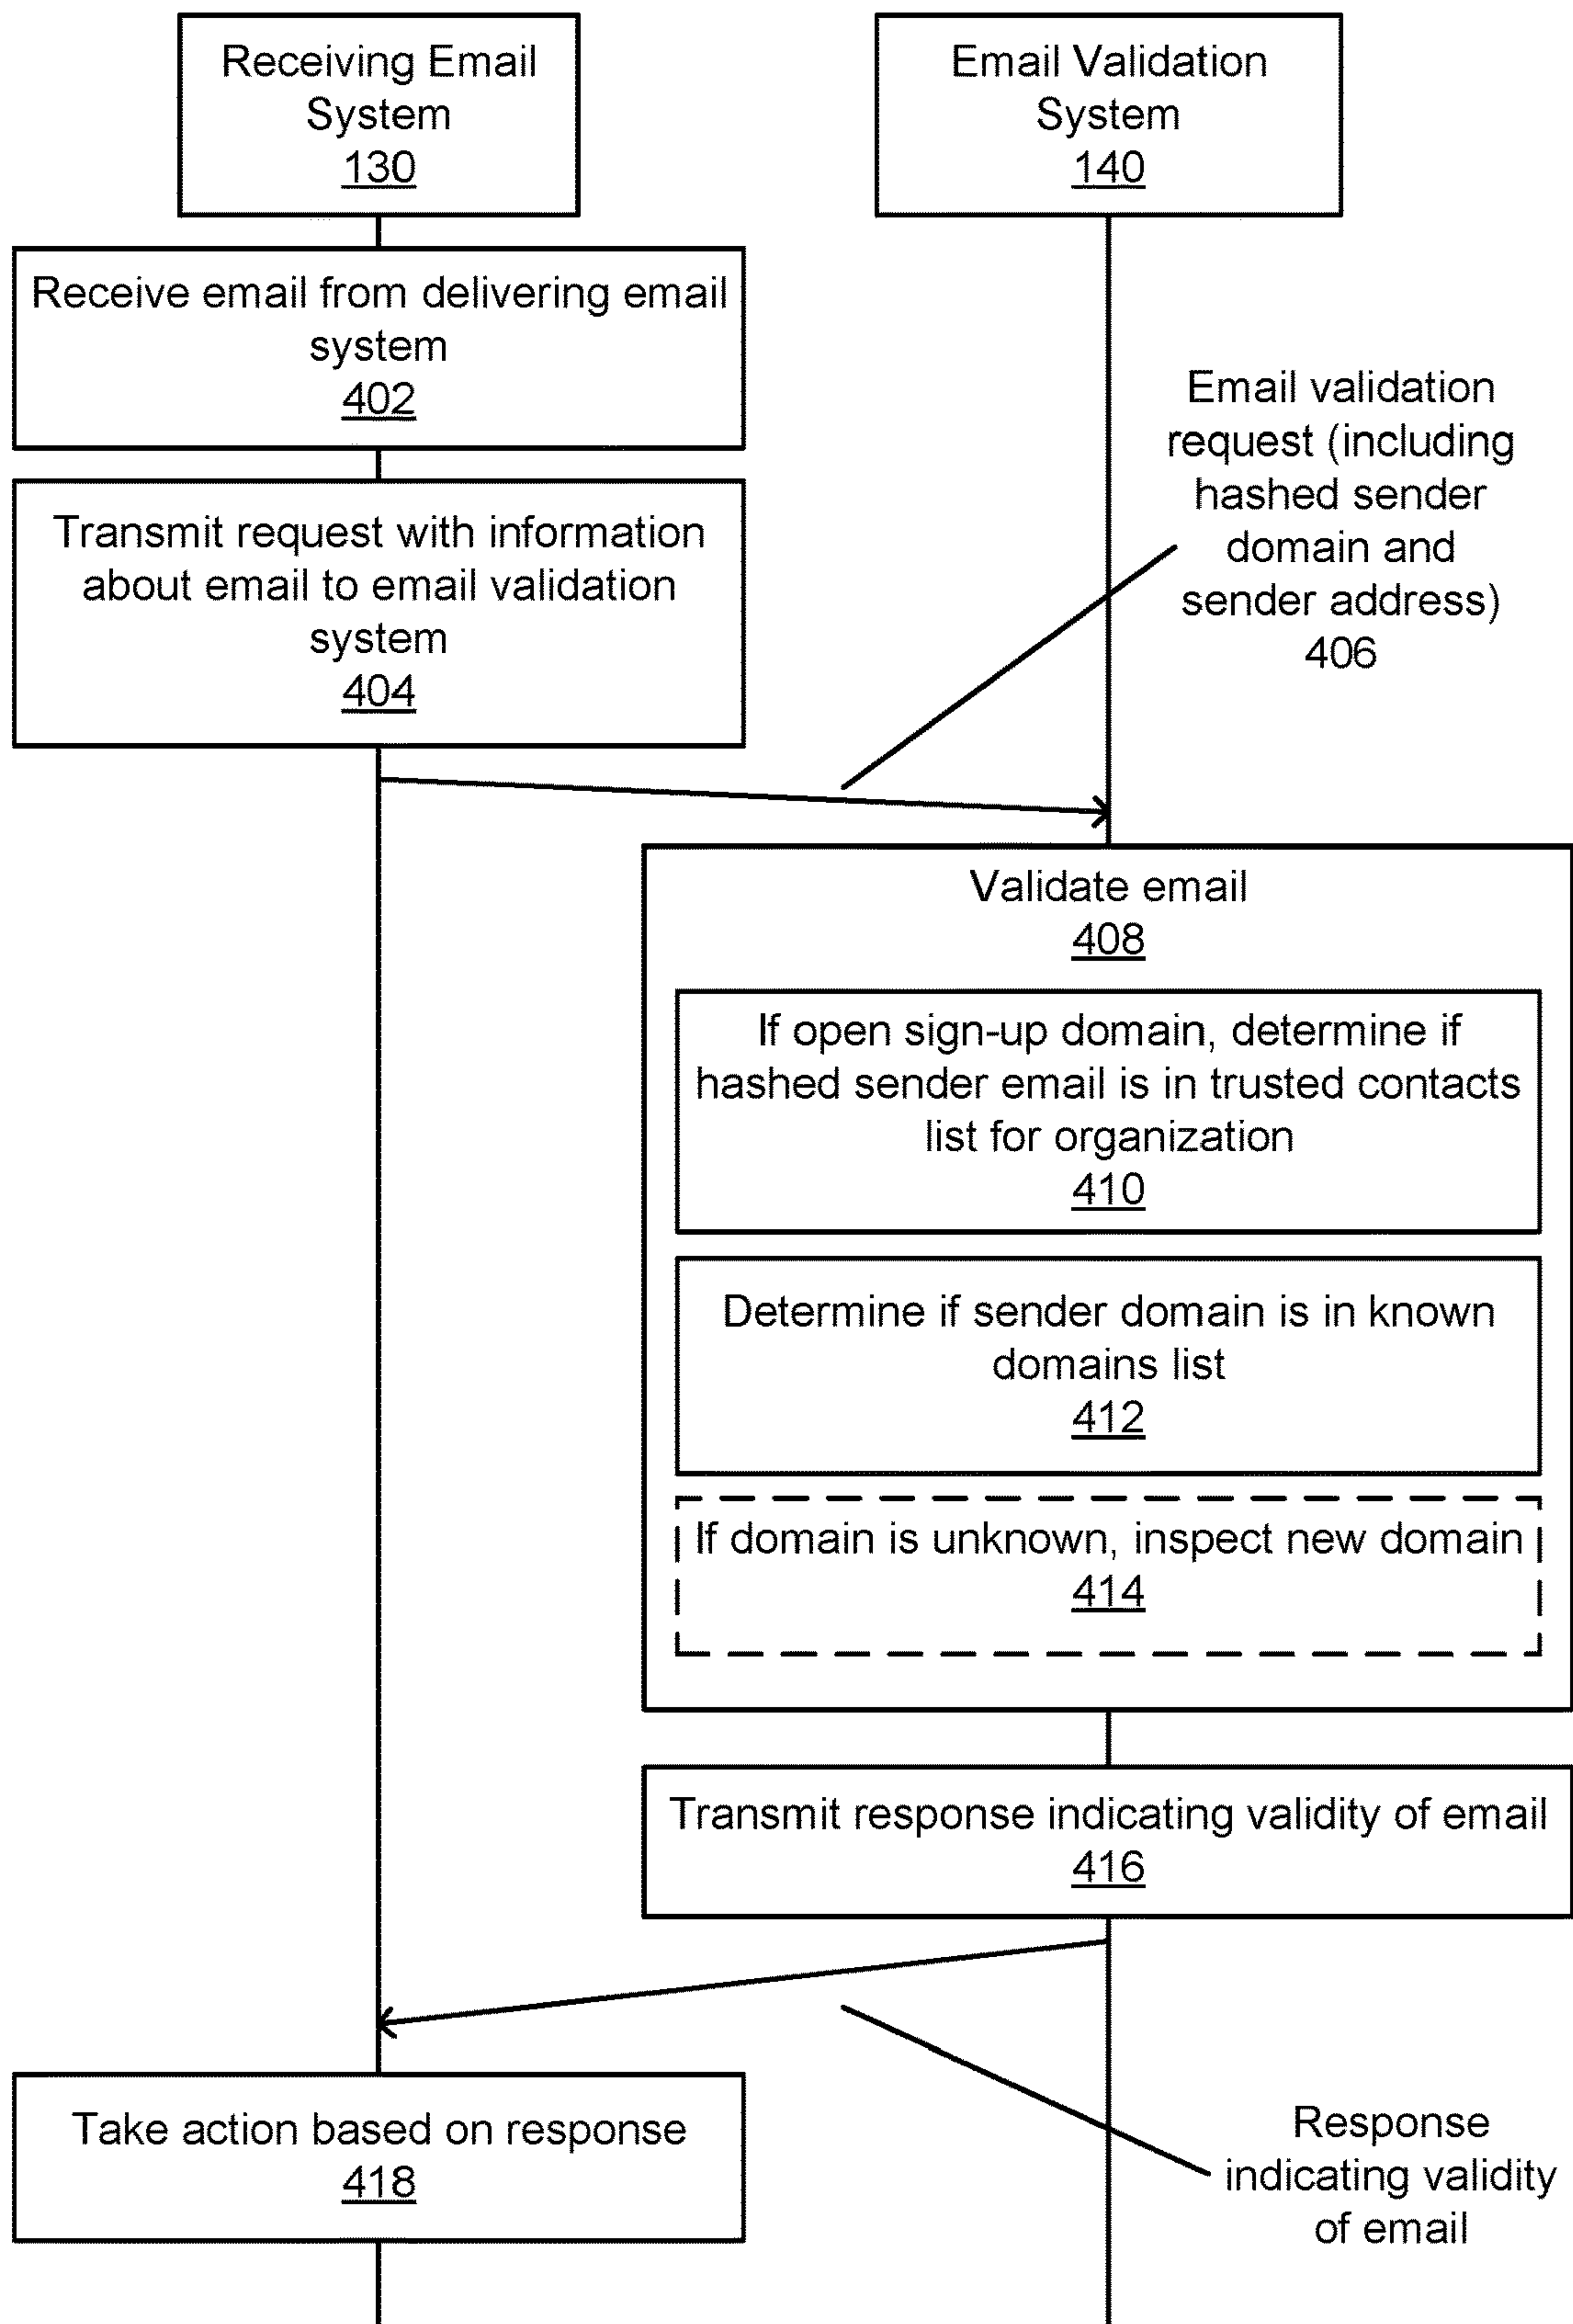 Receiving Email
System
130
Email Validation
System
140
Receive email from delivering email
system
402
Email validation
request (including
hashed sender
domain and
sender address)
406
Transmit request with information
about email to email validation
system
404
Validate email
408
If open sign-up domain, determine if
hashed sender email is in trusted contacts
list for organization
410
Determine if sender domain is in known
domains list
412
If domain is unknown, inspect new domain
414
Transmit response indicating validity of email
416
Take action based on response
418
Response
indicating validity
of email